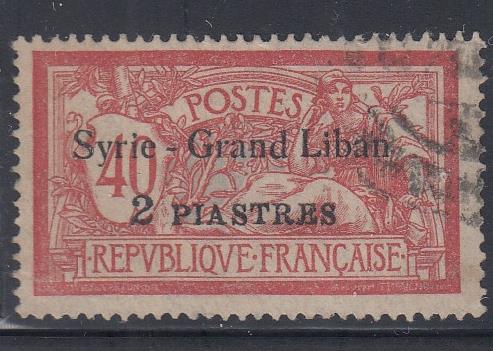 POSTES
Syrie - Grand Liban
40
2 PIASTRES
REPVBLIQVE · FRANÇAISE